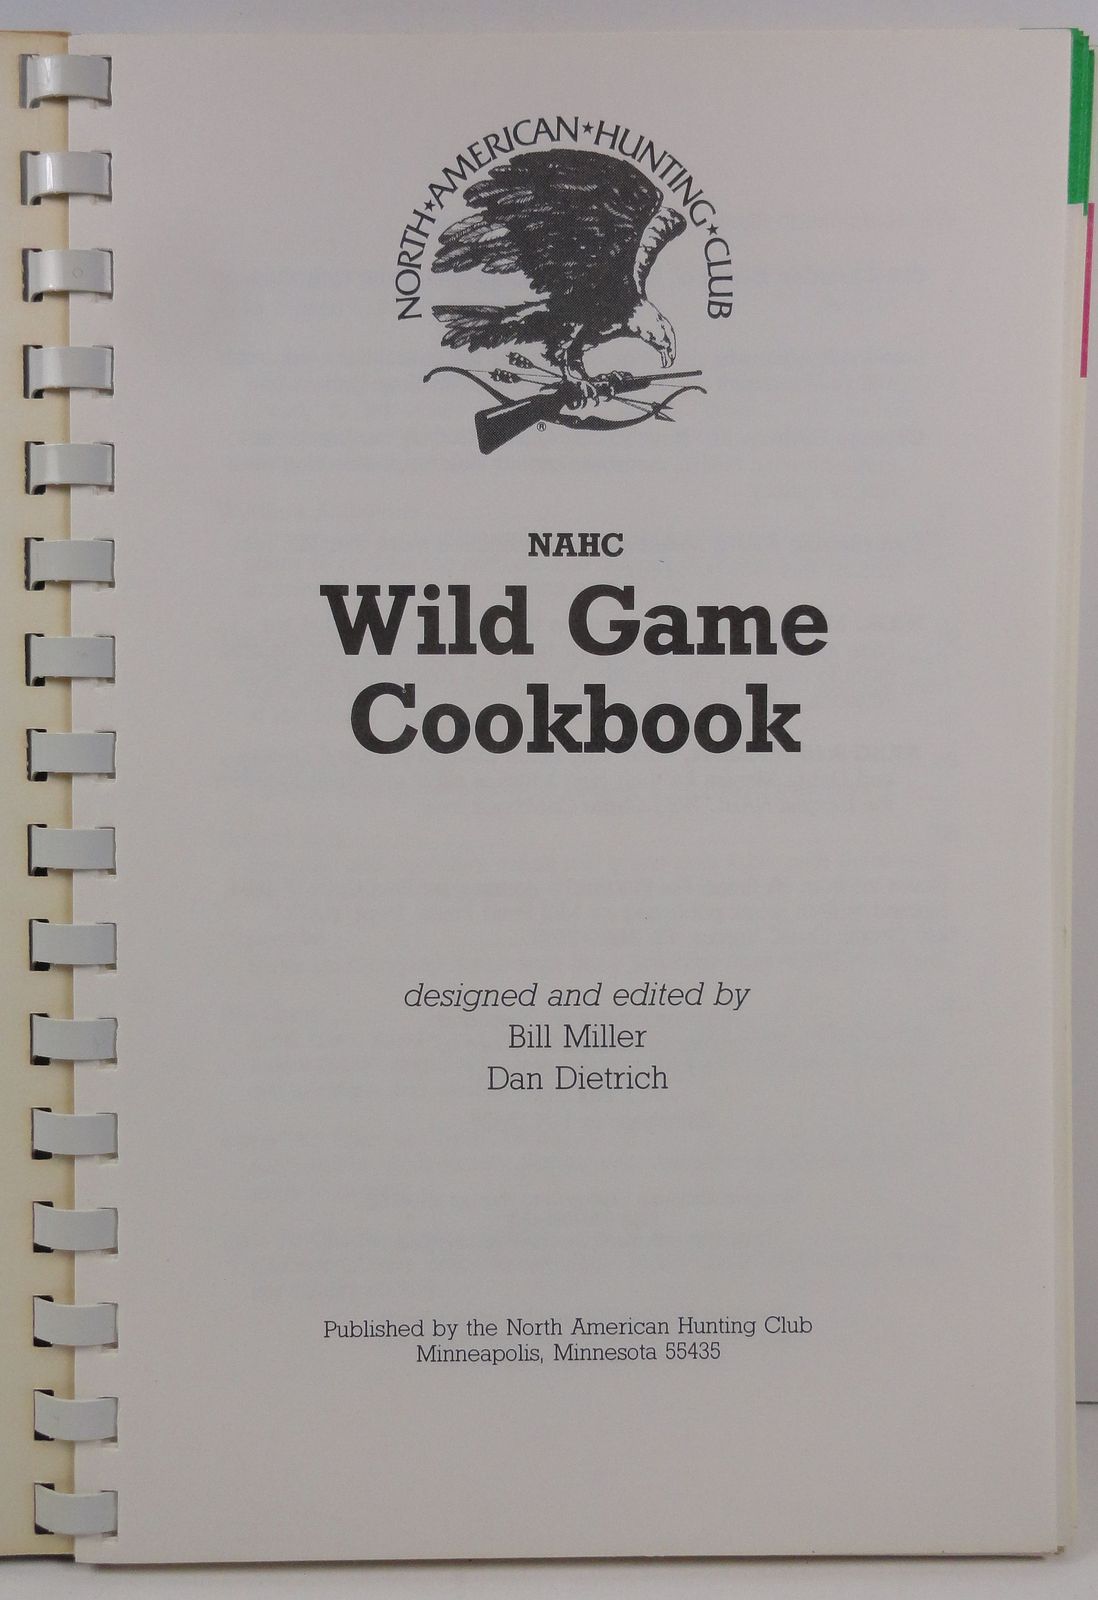 NORTH★AMERICAN★HUNTING★CLUB
®
NAHC
Wild Game
Cookbook
designed and edited by
Bill Miller
Dan Dietrich
Published by the North American Hunting Club
Minneapolis, Minnesota 55435